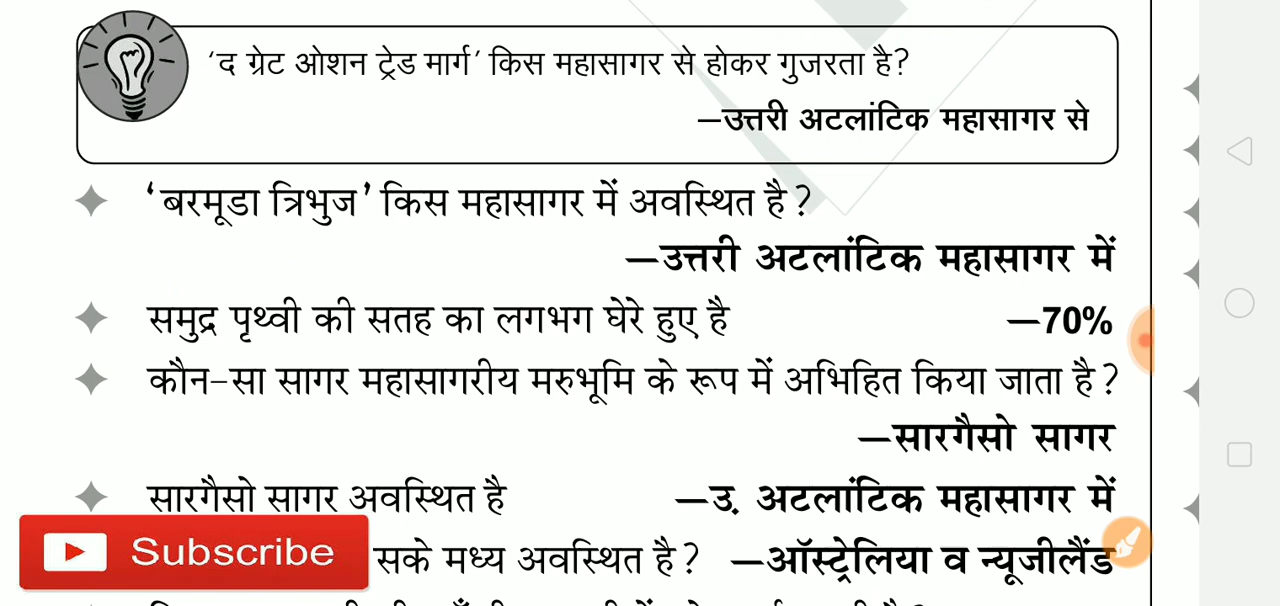 ‘द ग्रेट ओशन ट्रेड मार्ग’ किस महासागर से होकर गुजरता है?
—उत्तरी अटलांटिक महासागर से
‘बरमूडा त्रिभुज’ किस महासागर में अवस्थित है?
—उत्तरी अटलांटिक महासागर में
समुद्र पृथ्वी की सतह का लगभग घेरे हुए है —70%
कौन-सा सागर महासागरीय मरुभूमि के रूप में अभिहित किया जाता है?
—सारगैसो सागर
सारगैसो सागर अवस्थित है —उ. अटलांटिक महासागर में
Subscribe सके मध्य अवस्थित है? —ऑस्ट्रेलिया व न्यूजीलैंड